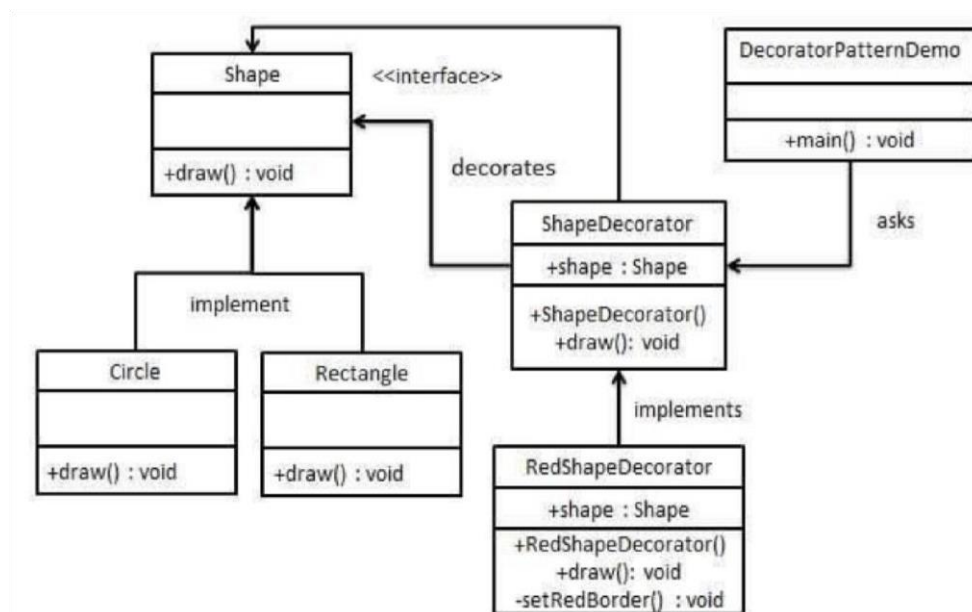 Shape
+draw() : void
<<interface>>
decorates
DecoratorPatternDemo
+main() : void
asks
ShapeDecorator
+shape : Shape
+ShapeDecorator()
+draw(): void
implement
Circle
+draw() : void
Rectangle
+draw() : void
implements
RedShapeDecorator
+shape : Shape
+RedShapeDecorator()
+draw(): void
-setRedBorder() : void